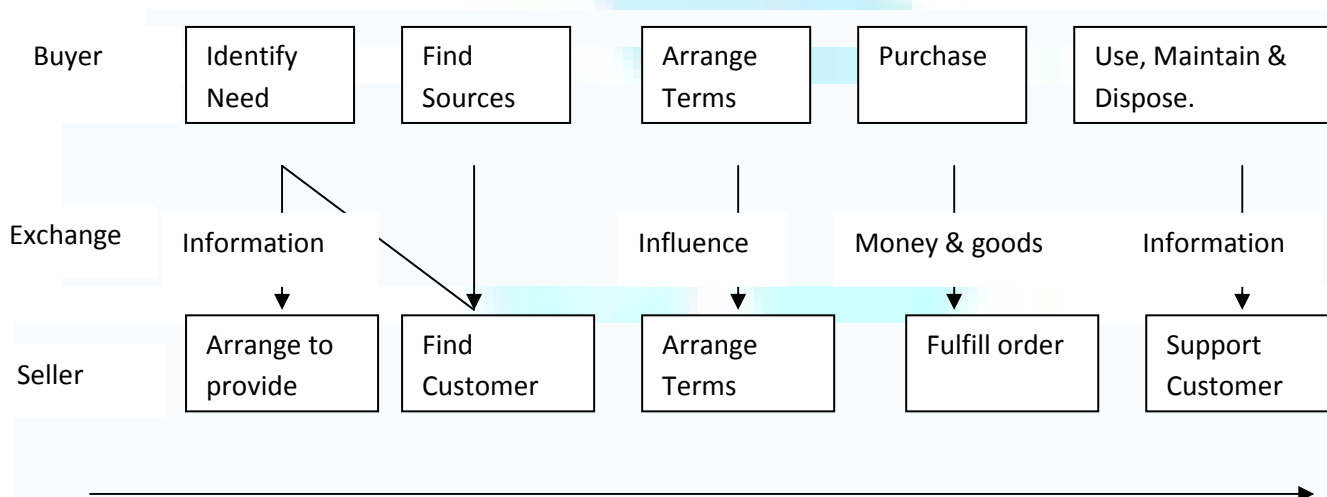 Buyer
Identify
Need
Find
Sources
Arrange
Terms
Purchase
Use, Maintain &
Dispose.
Exchange
Information
Influence
Money & goods
Information
Seller
Arrange to
provide
Find
Customer
Arrange
Terms
Fulfill order
Support
Customer